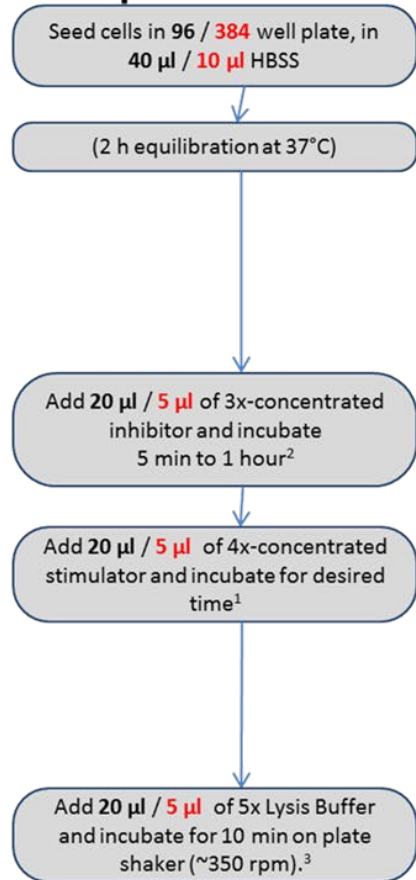 Seed cells in 96 / 384 well plate, in
40 µl / 10 µl HBSS
(2 h equilibration at 37°C)
Add 20 µl / 5 µl of 3x-concentrated
inhibitor and incubate
5 min to 1 hour²
Add 20 µl / 5 µl of 4x-concentrated
stimulator and incubate for desired
time¹
Add 20 µl / 5 µl of 5x Lysis Buffer
and incubate for 10 min on plate
shaker (~350 rpm).³